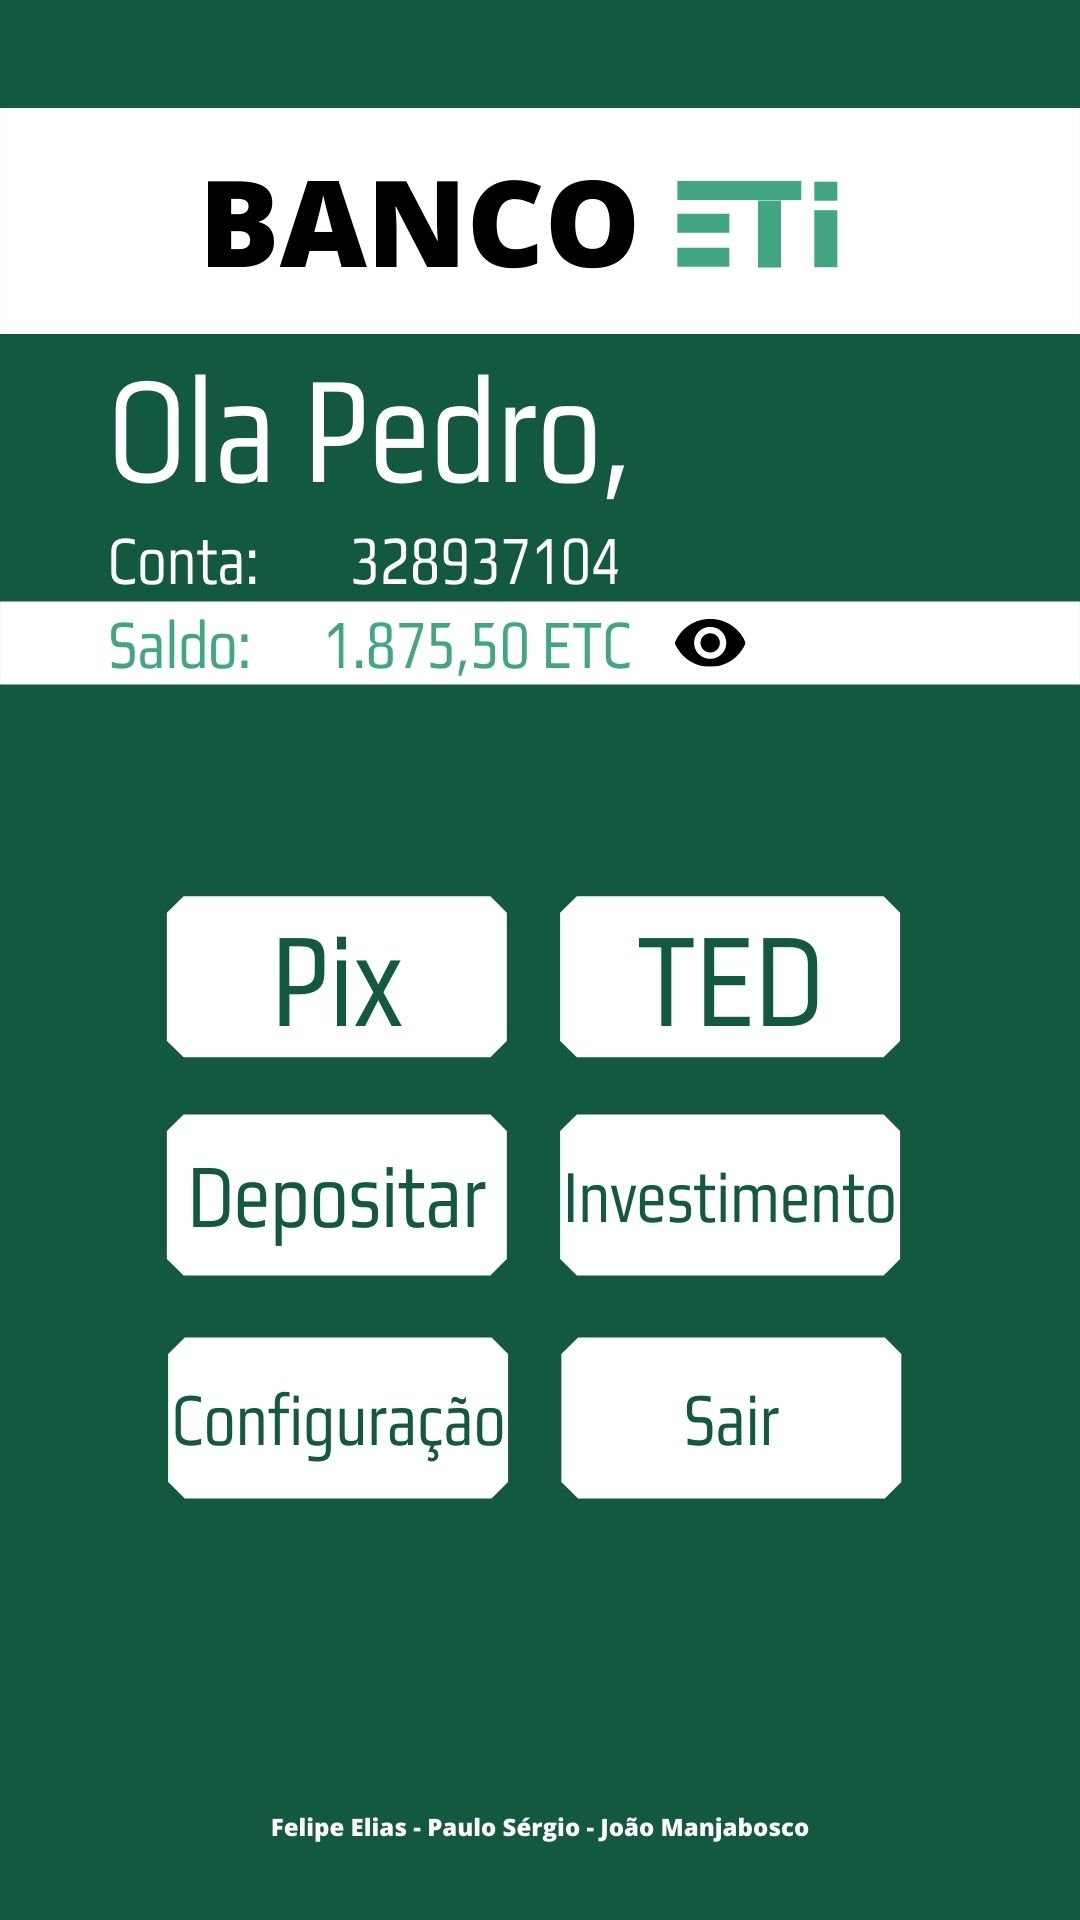 BANCO ETi
Ola Pedro,
Conta: 328937104
Saldo: 1.875,50 ETC
Pix TED
Depositar Investimento
Configuração Sair
Felipe Elias - Paulo Sérgio - João Manjabosco